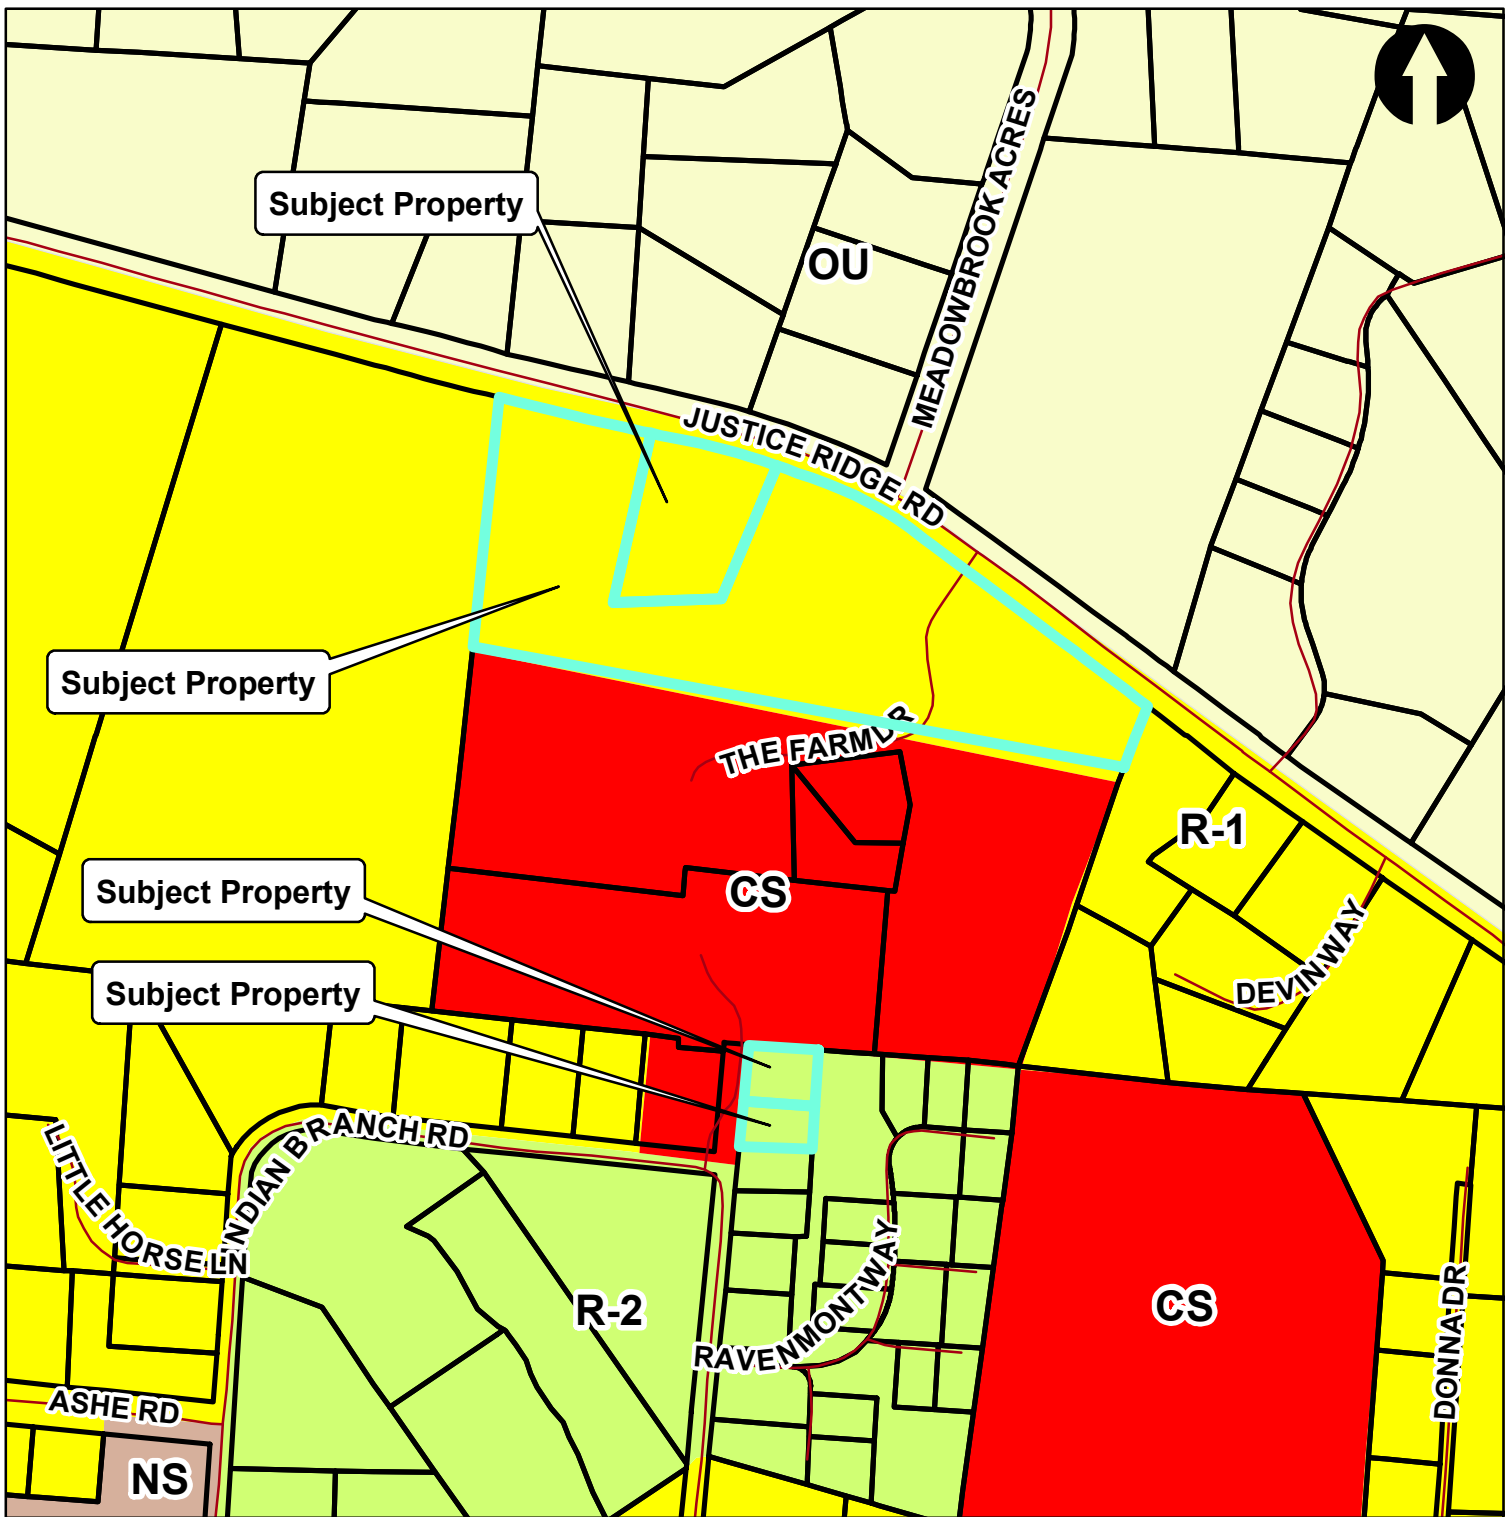 MEADOWBROOK ACRES
Subject Property
OU
JUSTICE RIDGE RD
Subject Property
THE FARM DR
R-1
Subject Property
CS
DEVIN WAY
Subject Property
INDIAN BRANCH RD
LITTLE HORSE LN
R-2
RAVENMONT WAY
CS
DONNA DR
ASHE RD
NS